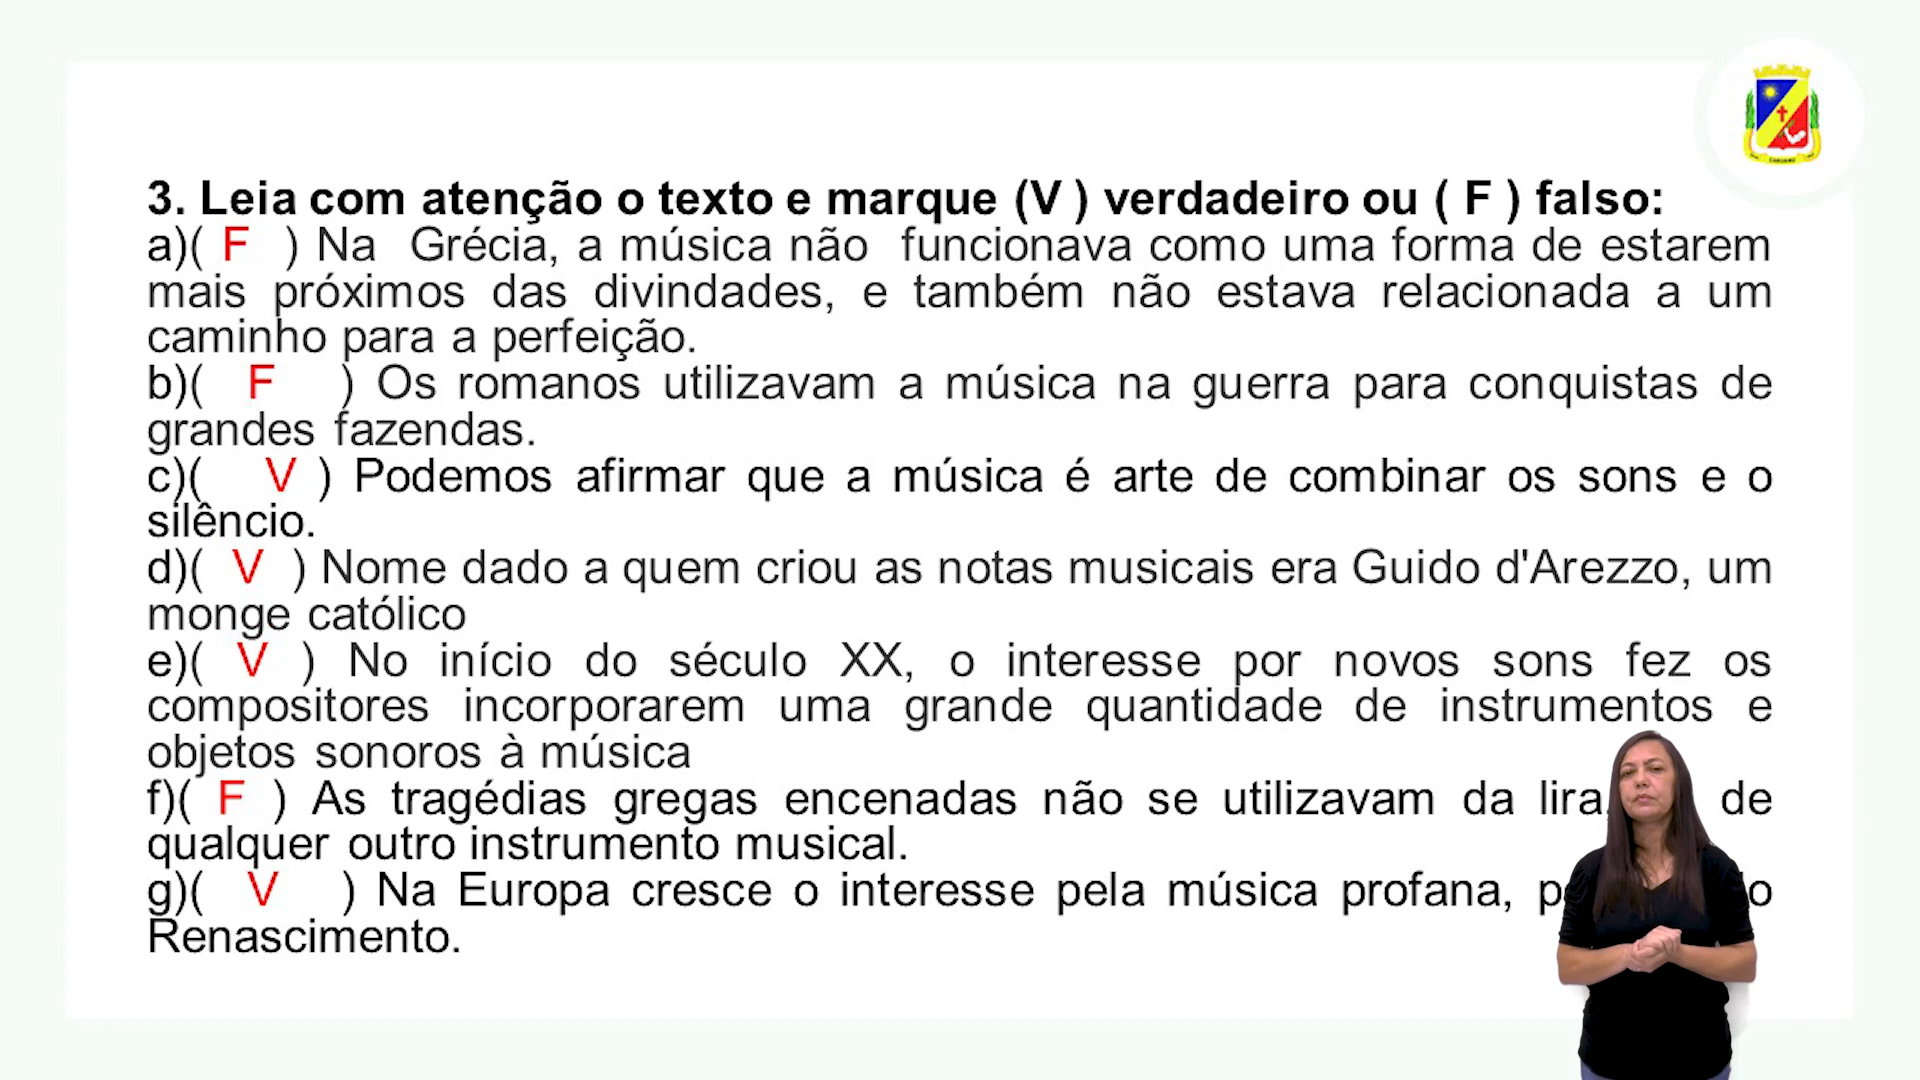 3. Leia com atenção o texto e marque (V ) verdadeiro ou ( F ) falso:
a)( F ) Na Grécia, a música não funcionava como uma forma de estarem
mais próximos das divindades, e também não estava relacionada a um
caminho para a perfeição.
b)( F ) Os romanos utilizavam a música na guerra para conquistas de
grandes fazendas.
c)( V ) Podemos afirmar que a música é arte de combinar os sons e o
silêncio.
d)( V ) Nome dado a quem criou as notas musicais era Guido d'Arezzo, um
monge católico
e)( V ) No início do século XX, o interesse por novos sons fez os
compositores incorporarem uma grande quantidade de instrumentos e
objetos sonoros à música
f)( F ) As tragédias gregas encenadas não se utilizavam da lira, de
qualquer outro instrumento musical.
g)( V ) Na Europa cresce o interesse pela música profana,
Renascimento.